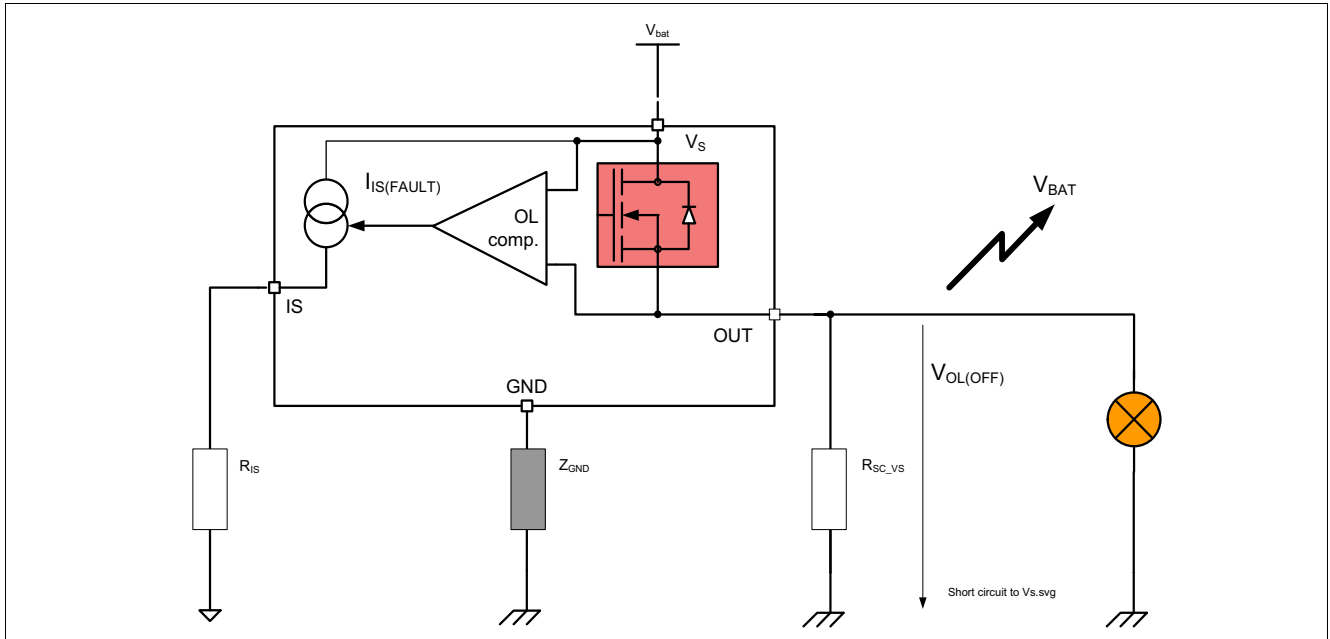 Vbat
VS
IIS(FAULT)
OL
comp.
VBAT
IS
OUT
VOL(OFF)
GND
RIS
ZGND
RSC_VS
Short circuit to Vs.svg